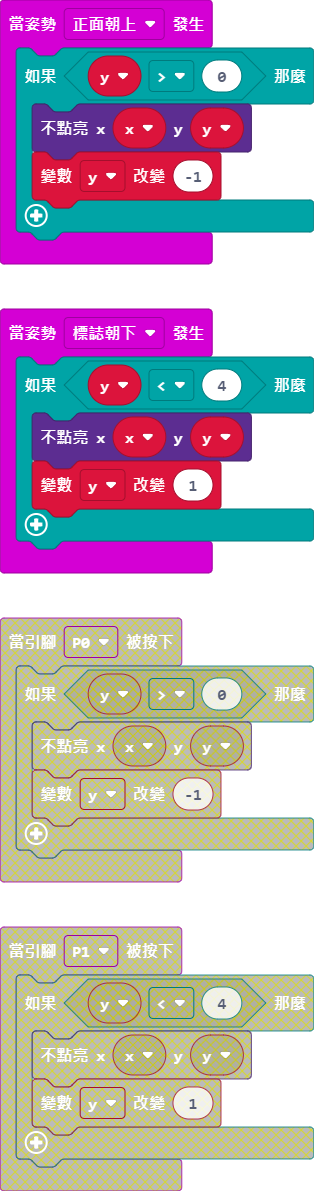 當姿勢 正面朝上 發生
如果 y > 0 那麼
不點亮 x x y y
變數 y 改變 -1
當姿勢 標誌朝下 發生
如果 y < 4 那麼
不點亮 x x y y
變數 y 改變 1
當引腳 P0 被按下
如果 y > 0 那麼
不點亮 x x y y
變數 y 改變 -1
當引腳 P1 被按下
如果 y < 4 那麼
不點亮 x x y y
變數 y 改變 1